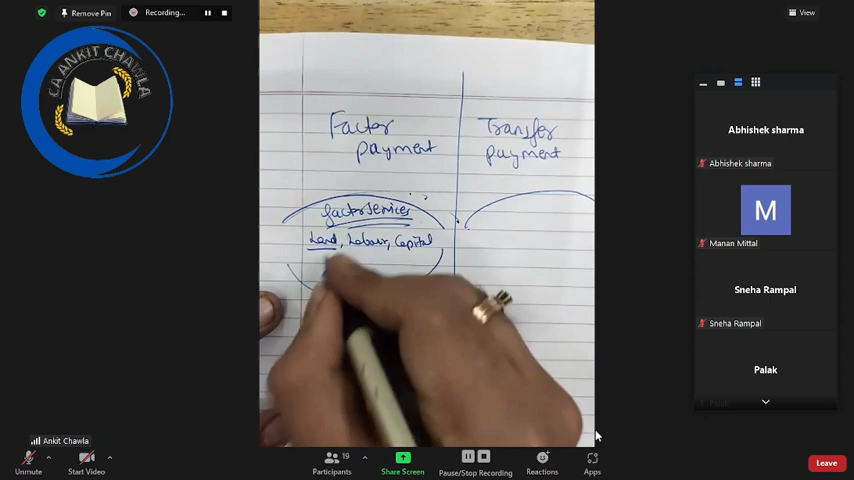 Remove Pin
Recording...
View
CA ANKIT CHAWLA
Factor
payment
Transfer
payment
factor services
Land, Labour, Capital
Abhishek sharma
Abhishek sharma
M
Manan Mittal
Sneha Rampal
Sneha Rampal
Palak
Palak
Ankit Chawla
Unmute
Start Video
19
Participants
Share Screen
Pause/Stop Recording
Reactions
Apps
Leave